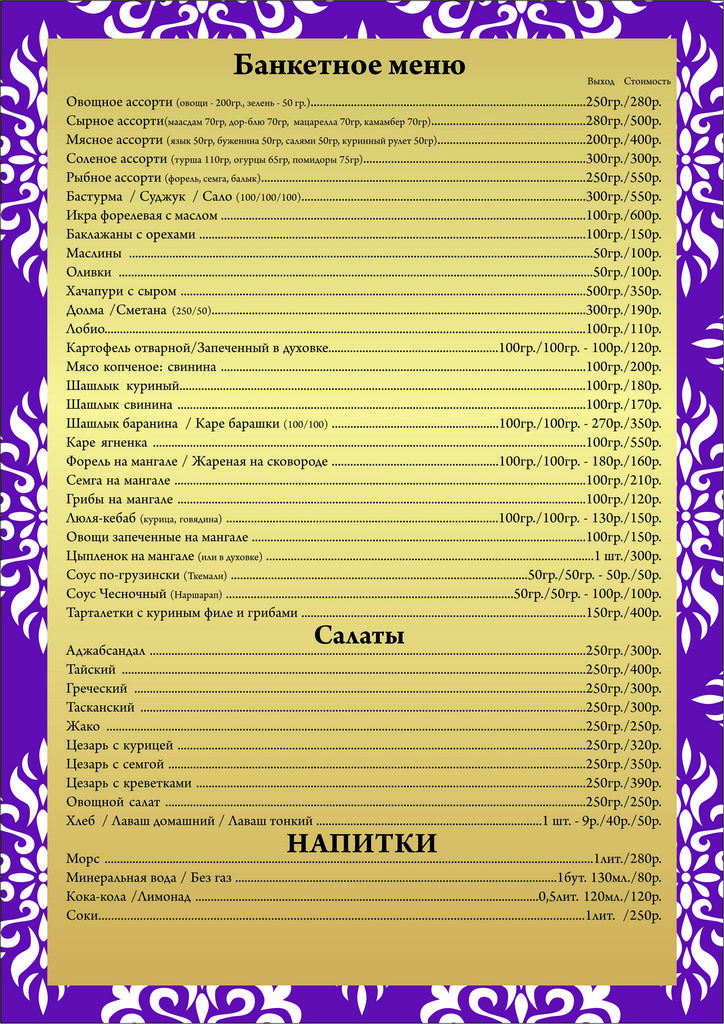 Банкетное меню
Выход Стоимость
Овощное ассорти (овощи - 200гр., зелень - 50 гр.)....250гр./280р.
Сырное ассорти(маасдам 70гр, дор-блю 70гр, мацарелла 70гр, камамбер 70гр)....280гр./500р.
Мясное ассорти (язык 50гр, буженина 50гр, салями 50гр, куринный рулет 50гр)....200гр./400р.
Соленое ассорти (турша 110гр, огурцы 65гр, помидоры 75гр)....300гр./300р.
Рыбное ассорти (форель, семга, балык)....250гр./550р.
Бастурма / Суджук / Сало (100/100/100)....300гр./550р.
Икра форелевая с маслом ....100гр./600р.
Баклажаны с орехами ....100гр./150р.
Маслины ....50гр./100р.
Оливки ....50гр./100р.
Хачапури с сыром ....500гр./350р.
Долма /Сметана (250/50)....300гр./190р.
Лобио....100гр./110р.
Картофель отварной/Запеченный в духовке....100гр./100гр. - 100р./120р.
Мясо копченое: свинина ....100гр./200р.
Шашлык куриный....100гр./180р.
Шашлык свинина ....100гр./170р.
Шашлык баранина / Каре барашки (100/100) ....100гр./100гр. - 270р./350р.
Каре ягненка ....100гр./550р.
Форель на мангале / Жареная на сковороде ....100гр./100гр. - 180р./160р.
Семга на мангале ....100гр./210р.
Грибы на мангале ....100гр./120р.
Люля-кебаб (курица, говядина) ....100гр./100гр. - 130р./150р.
Овощи запеченные на мангале ....100гр./150р.
Цыпленок на мангале (или в духовке) ....1 шт./300р.
Соус по-грузински (Ткемали) ....50гр./50гр. - 50р./50р.
Соус Чесночный (Наршарап) ....50гр./50гр. - 100р./100р.
Тарталетки с куриным филе и грибами ....150гр./400р.
Салаты
Аджабсандал ....250гр./300р.
Тайский ....250гр./400р.
Греческий ....250гр./300р.
Тасканский ....250гр./300р.
Жако ....250гр./250р.
Цезарь с курицей ....250гр./320р.
Цезарь с семгой ....250гр./350р.
Цезарь с креветками ....250гр./390р.
Овощной салат ....250гр./250р.
Хлеб / Лаваш домашний / Лаваш тонкий ....1 шт. - 9р./40р./50р.
НАПИТКИ
Морс ....1лит./280р.
Минеральная вода / Без газ ....1бут. 130мл./80р.
Кока-кола /Лимонад ....0,5лит. 120мл./120р.
Соки....1лит. /250р.